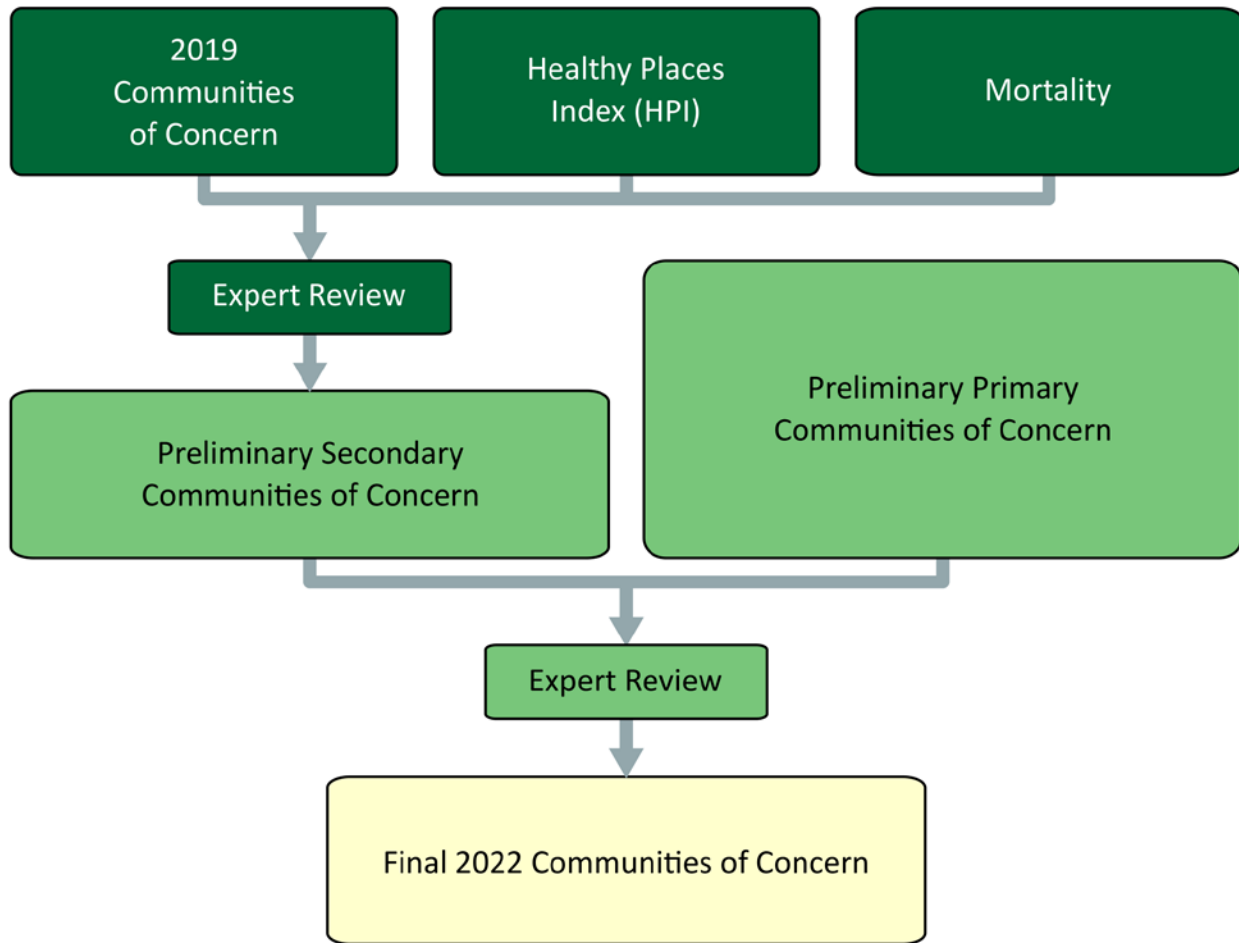 2019
Communities
of Concern
Healthy Places
Index (HPI)
Mortality
Expert Review
Preliminary Primary
Communities of Concern
Preliminary Secondary
Communities of Concern
Expert Review
Final 2022 Communities of Concern